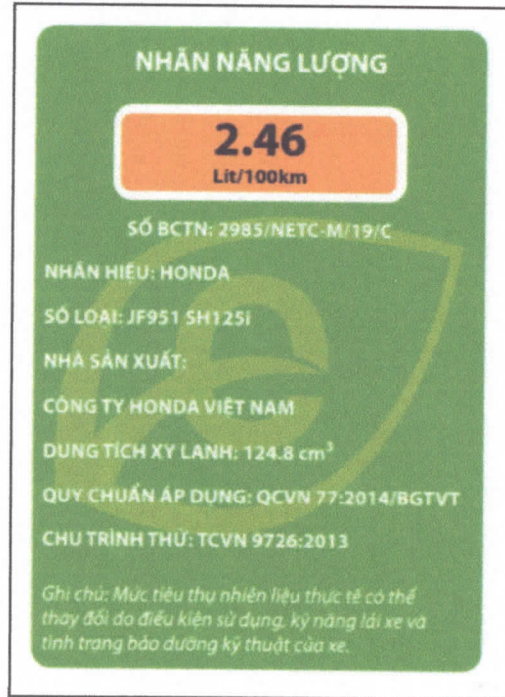 NHÃN NĂNG LƯỢNG
2.46
Lit/100km
SỐ BCTN: 2985/NETC-M/19/C
NHÃN HIỆU: HONDA
SỐ LOẠI: JF951 SH125i
NHÀ SẢN XUẤT:
CÔNG TY HONDA VIỆT NAM
DUNG TÍCH XY LANH: 124.8 cm³
QUY CHUẨN ÁP DỤNG: QCVN 77:2014/BGTVT
CHU TRÌNH THỬ: TCVN 9726:2013
Ghi chú: Mức tiêu thụ nhiên liệu thực tế có thể
thay đổi do điều kiện sử dụng, kỹ năng lái xe và
tình trạng bảo dưỡng kỹ thuật của xe.